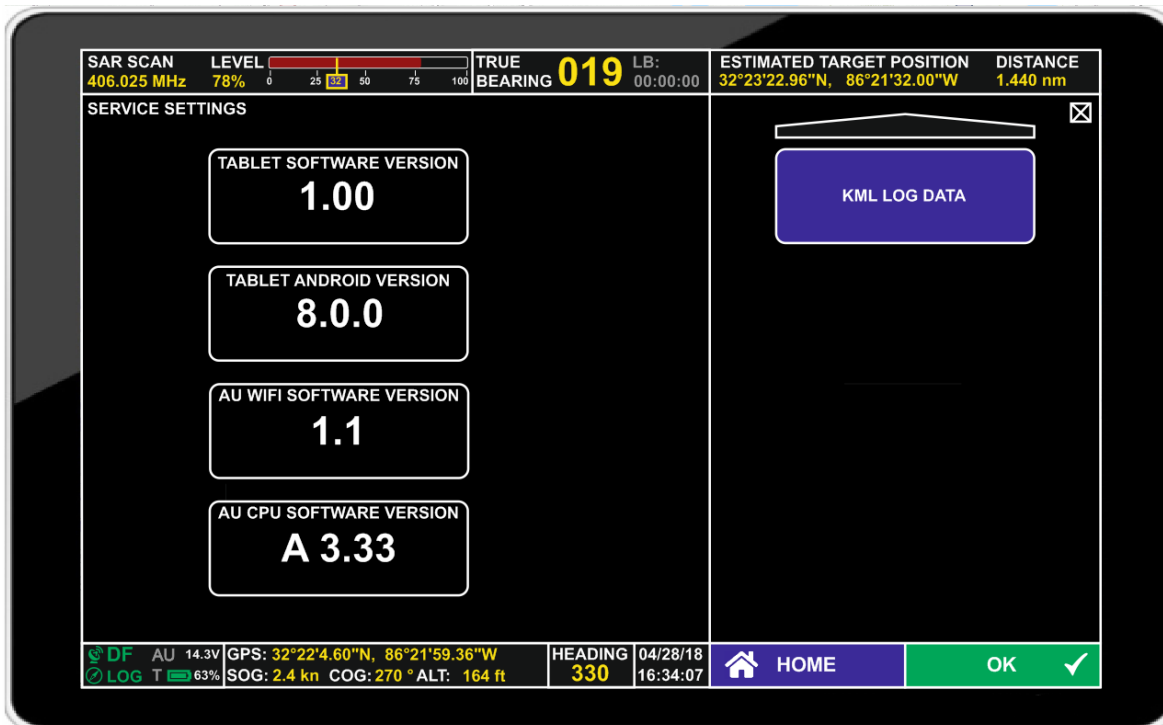 SAR SCAN
406.025 MHz
LEVEL
78%
0 25 32 50 75 100
TRUE
BEARING 019
LB:
00:00:00
ESTIMATED TARGET POSITION
32°23'22.96"N, 86°21'32.00"W
DISTANCE
1.440 nm
SERVICE SETTINGS
TABLET SOFTWARE VERSION
1.00
TABLET ANDROID VERSION
8.0.0
AU WIFI SOFTWARE VERSION
1.1
AU CPU SOFTWARE VERSION
A 3.33
KML LOG DATA
DF AU 14.3V
LOG T 63%
GPS: 32°22'4.60"N, 86°21'59.36"W
SOG: 2.4 kn COG: 270 ° ALT: 164 ft
HEADING
330
04/28/18
16:34:07
HOME
OK